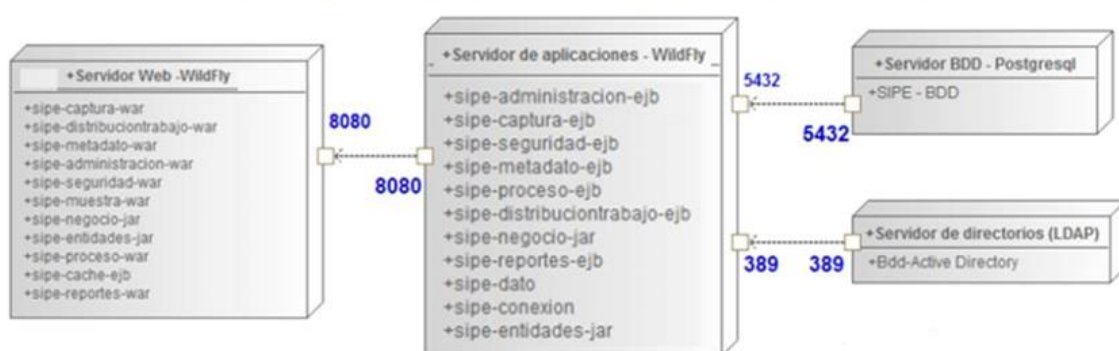 +Servidor Web -WildFly
+sipe-captura-war
+sipe-distribuciontrabajo-war
+sipe-metadato-war
+sipe-administracion-war
+sipe-seguridad-war
+sipe-muestra-war
+sipe-negocio-jar
+sipe-entidades-jar
+sipe-proceso-war
+sipe-cache-ejb
+sipe-reportes-war
8080
8080
+Servidor de aplicaciones - WildFly
+sipe-administracion-ejb
+sipe-captura-ejb
+sipe-seguridad-ejb
+sipe-metadato-ejb
+sipe-proceso-ejb
+sipe-distribuciontrabajo-ejb
+sipe-negocio-jar
+sipe-reportes-ejb
+sipe-dato
+sipe-conexion
+sipe-entidades-jar
5432
5432
+Servidor BDD - Postgresql
+SIPE - BDD
389
389
+Servidor de directorios (LDAP)
+Bdd-Active Directory